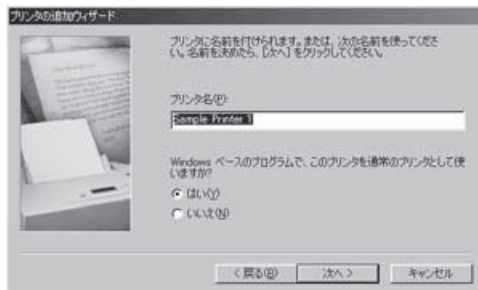 プリンタの追加ウィザード
プリンタに名前を付けられます。または、次の名前を使ってくださ
い。名前を決めたら、[次へ] をクリックしてください。
プリンタ名(P):
Sample Printer 1
Windows ベースのプログラムで、このプリンタを通常のプリンタとして使
いますか?
はい(Y)
いいえ(N)
< 戻る(B)
次へ >
キャンセル